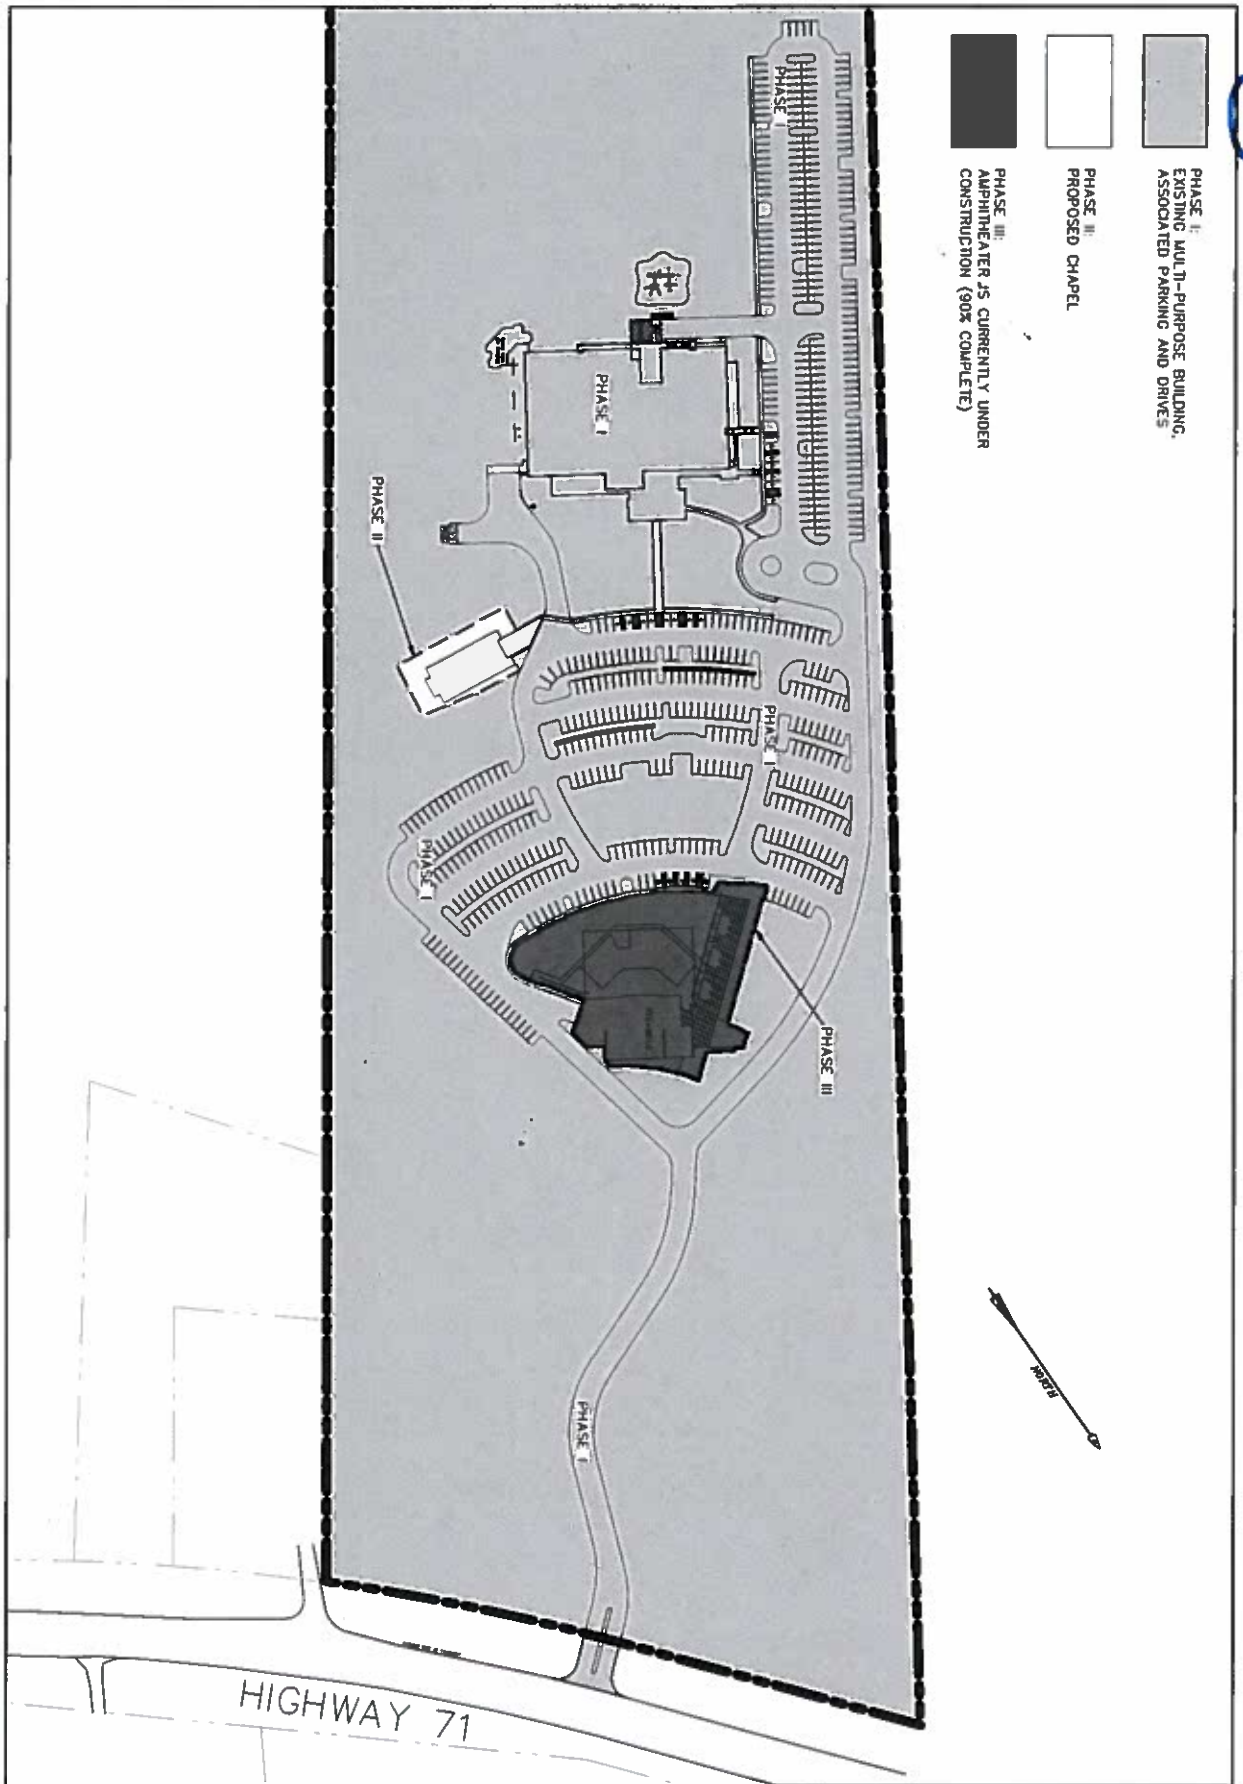 PHASE I:
EXISTING MULTI-PURPOSE BUILDING,
ASSOCIATED PARKING AND DRIVES
PHASE II:
PROPOSED CHAPEL
PHASE III:
AMPHITHEATER IS CURRENTLY UNDER
CONSTRUCTION (90% COMPLETE)
PHASE I
PHASE I
PHASE II
PHASE I
PHASE I
PHASE III
NORTH
PHASE I
HIGHWAY 71